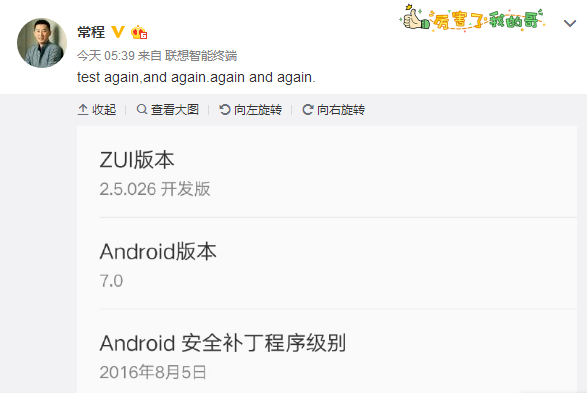 厉害了我的哥
常程
今天 05:39 来自 联想智能终端
test again,and again.again and again.
收起 查看大图 向左旋转 向右旋转
ZUI版本
2.5.026 开发版
Android版本
7.0
Android 安全补丁程序级别
2016年8月5日